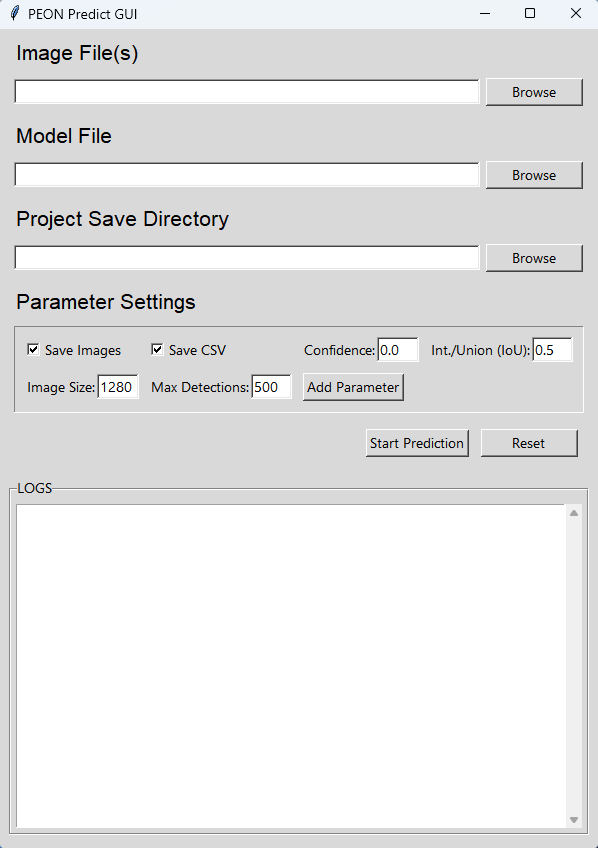 PEON Predict GUI
Image File(s)
Browse
Model File
Browse
Project Save Directory
Browse
Parameter Settings
Save Images Save CSV Confidence: 0.0 Int./Union (IoU): 0.5
Image Size: 1280 Max Detections: 500 Add Parameter
Start Prediction Reset
LOGS